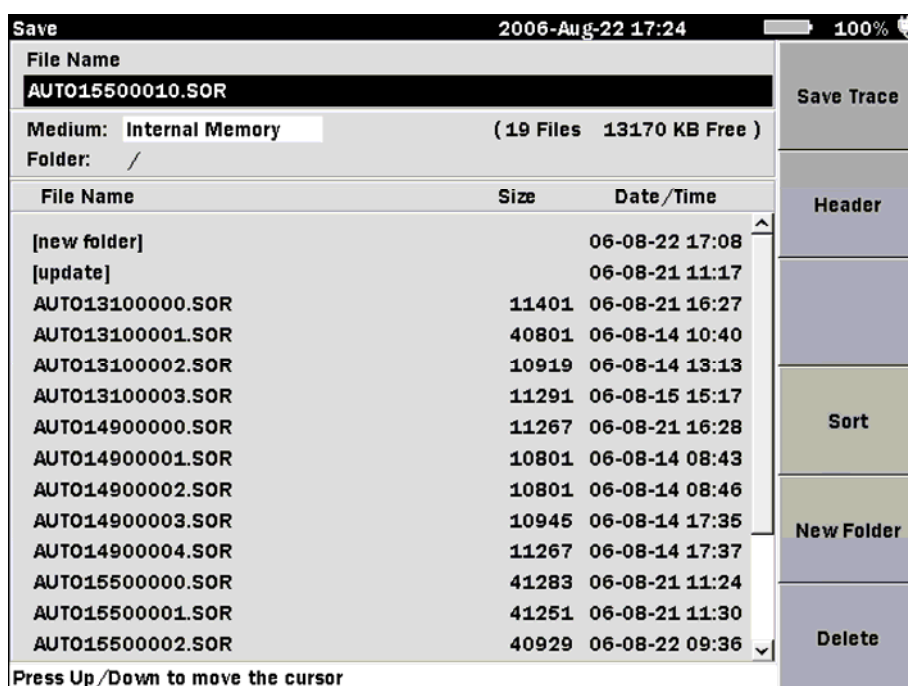 Save 2006-Aug-22 17:24 100%
File Name
AUTO15500010.SOR
Save Trace
Medium: Internal Memory (19 Files 13170 KB Free )
Folder: /
File Name Size Date/Time
Header
[new folder] 06-08-22 17:08
[update] 06-08-21 11:17
AUTO13100000.SOR 11401 06-08-21 16:27
AUTO13100001.SOR 40801 06-08-14 10:40
AUTO13100002.SOR 10919 06-08-14 13:13
AUTO13100003.SOR 11291 06-08-15 15:17
AUTO14900000.SOR 11267 06-08-21 16:28
Sort
AUTO14900001.SOR 10801 06-08-14 08:43
AUTO14900002.SOR 10801 06-08-14 08:46
AUTO14900003.SOR 10945 06-08-14 17:35
New Folder
AUTO14900004.SOR 11267 06-08-14 17:37
AUTO15500000.SOR 41283 06-08-21 11:24
AUTO15500001.SOR 41251 06-08-21 11:30
AUTO15500002.SOR 40929 06-08-22 09:36
Delete
Press Up/Down to move the cursor